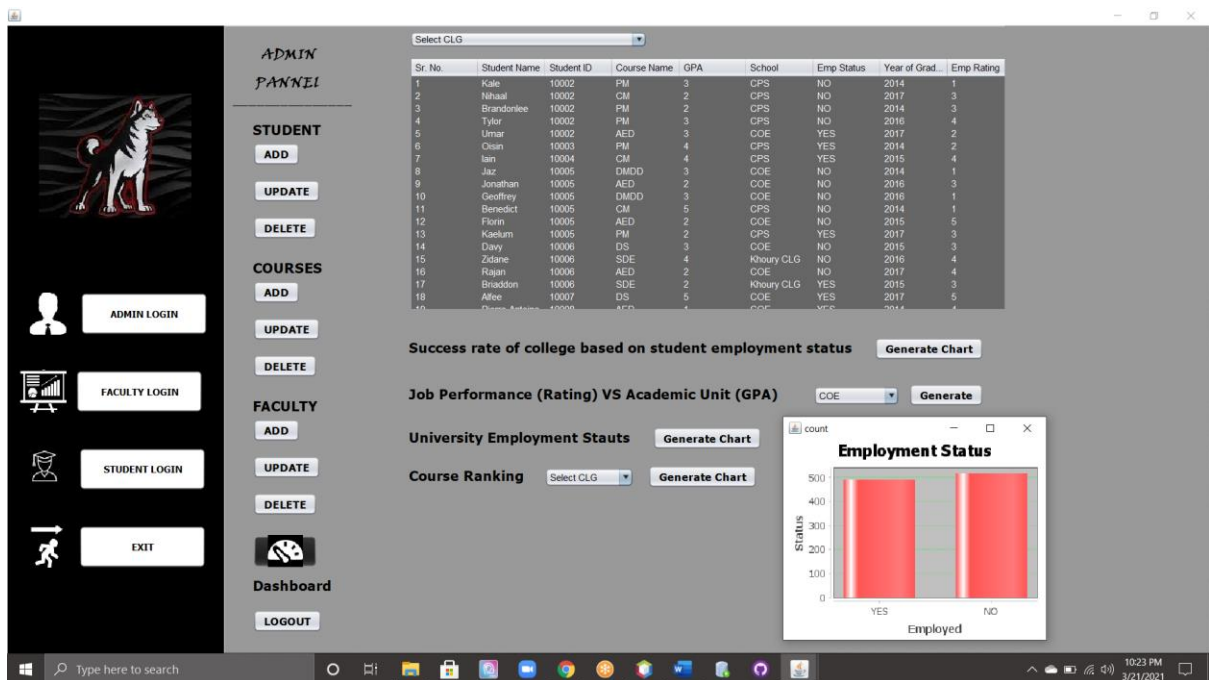 ADMIN
PANNEL
STUDENT
ADD
UPDATE
DELETE
COURSES
ADD
UPDATE
DELETE
FACULTY
ADD
UPDATE
DELETE
Dashboard
LOGOUT
ADMIN LOGIN
FACULTY LOGIN
STUDENT LOGIN
EXIT
Select CLG
Sr. No. Student Name Student ID Course Name GPA School Emp Status Year of Grad... Emp Rating
1 Kale 10002 PM 3 CPS NO 2014 1
2 Nihaal 10002 CM 2 CPS NO 2017 3
3 Brandonlee 10002 PM 2 CPS NO 2014 3
4 Tylor 10002 PM 3 CPS NO 2016 4
5 Umar 10002 AED 3 COE YES 2017 2
6 Oisin 10003 PM 4 CPS YES 2014 2
7 Iain 10004 CM 4 CPS YES 2015 4
8 Jaz 10005 DMDD 3 COE NO 2014 1
9 Jonathan 10005 AED 2 COE NO 2016 3
10 Geoffrey 10005 DMDD 3 COE NO 2016 1
11 Benedict 10005 CM 5 CPS NO 2014 1
12 Florin 10005 AED 2 COE NO 2015 5
13 Kaelum 10005 PM 2 CPS YES 2017 3
14 Davy 10006 DS 3 COE NO 2015 3
15 Zidane 10006 SDE 4 Khoury CLG NO 2016 4
16 Rajan 10006 AED 2 COE NO 2017 4
17 Briaddon 10006 SDE 2 Khoury CLG YES 2015 3
18 Alfee 10007 DS 5 COE YES 2017 5
Success rate of college based on student employment status Generate Chart
Job Performance (Rating) VS Academic Unit (GPA) COE Generate
University Employment Stauts Generate Chart
Course Ranking Select CLG Generate Chart
count
Employment Status
500
400
300
200
100
0
Status
YES NO
Employed
Type here to search
10:23 PM
3/21/2021